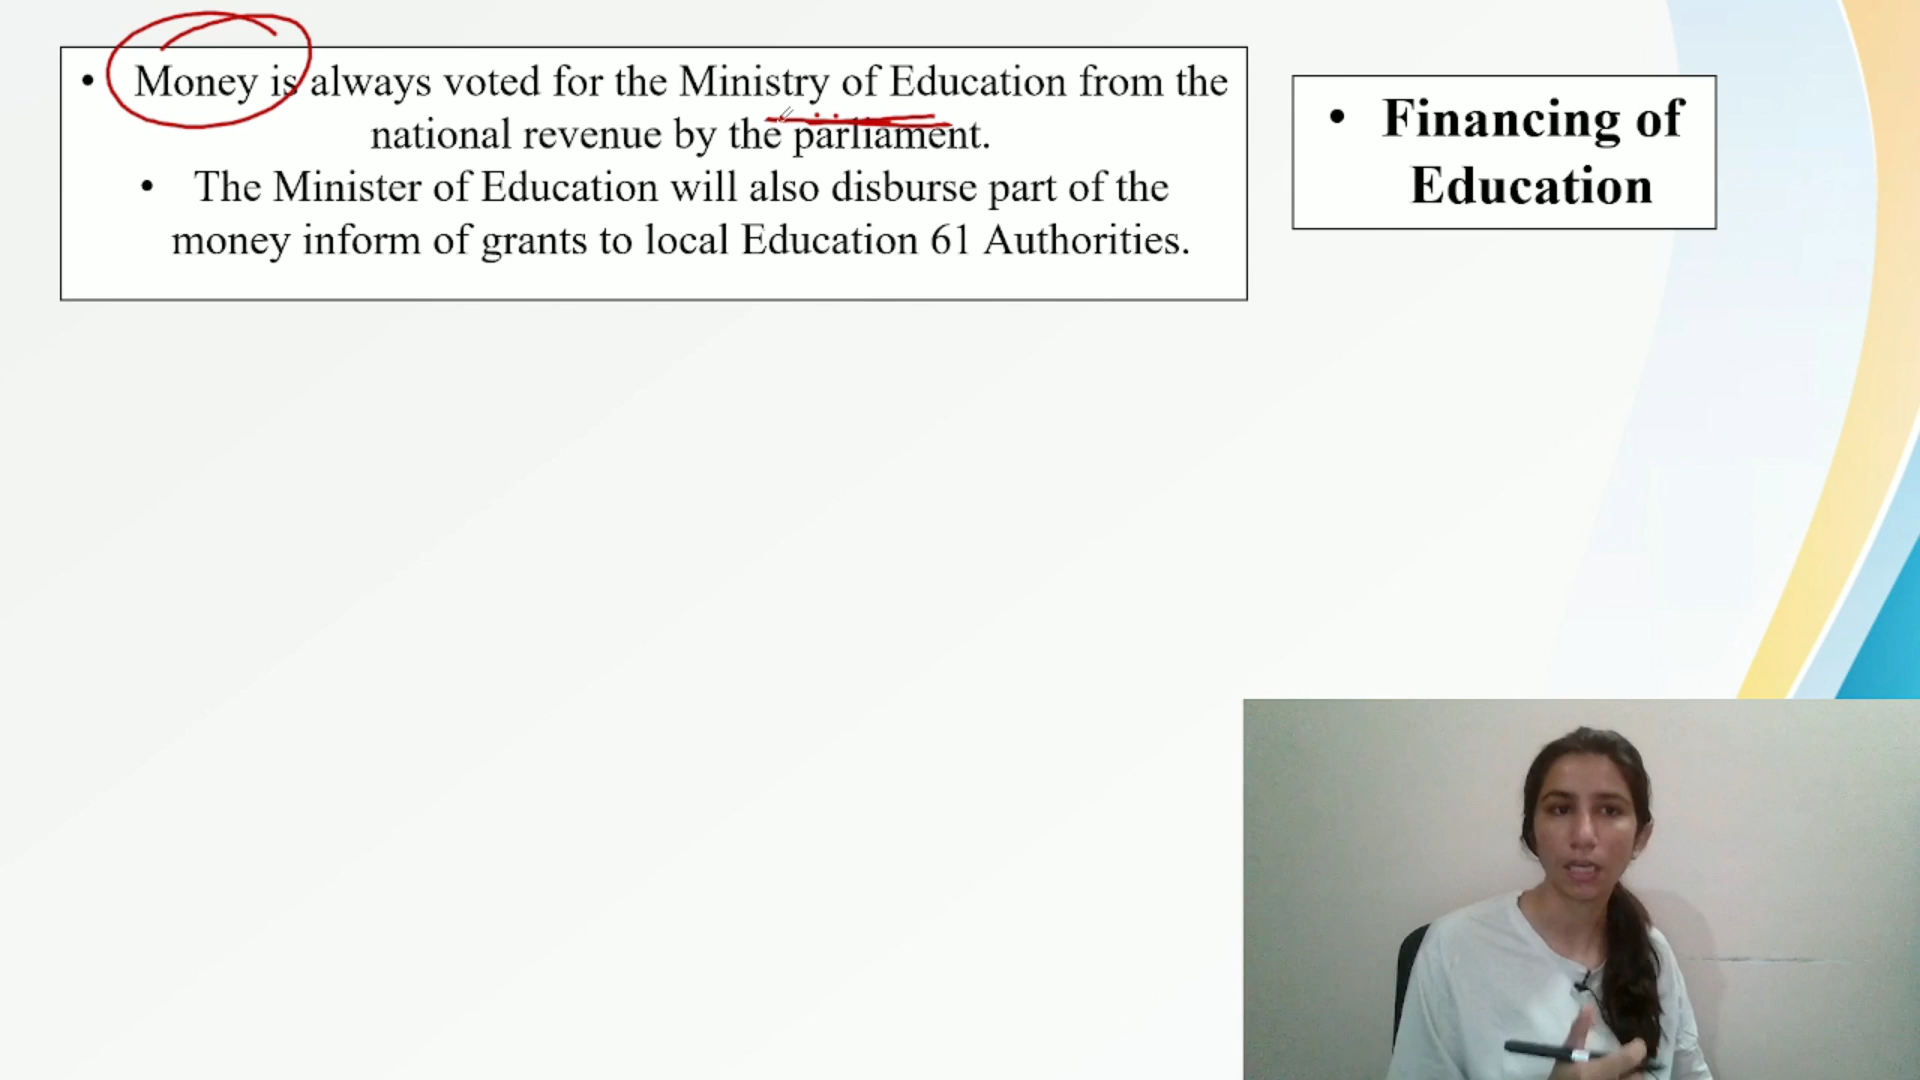 • Money is always voted for the Ministry of Education from the
national revenue by the parliament.
• The Minister of Education will also disburse part of the
money inform of grants to local Education 61 Authorities.
• Financing of
Education